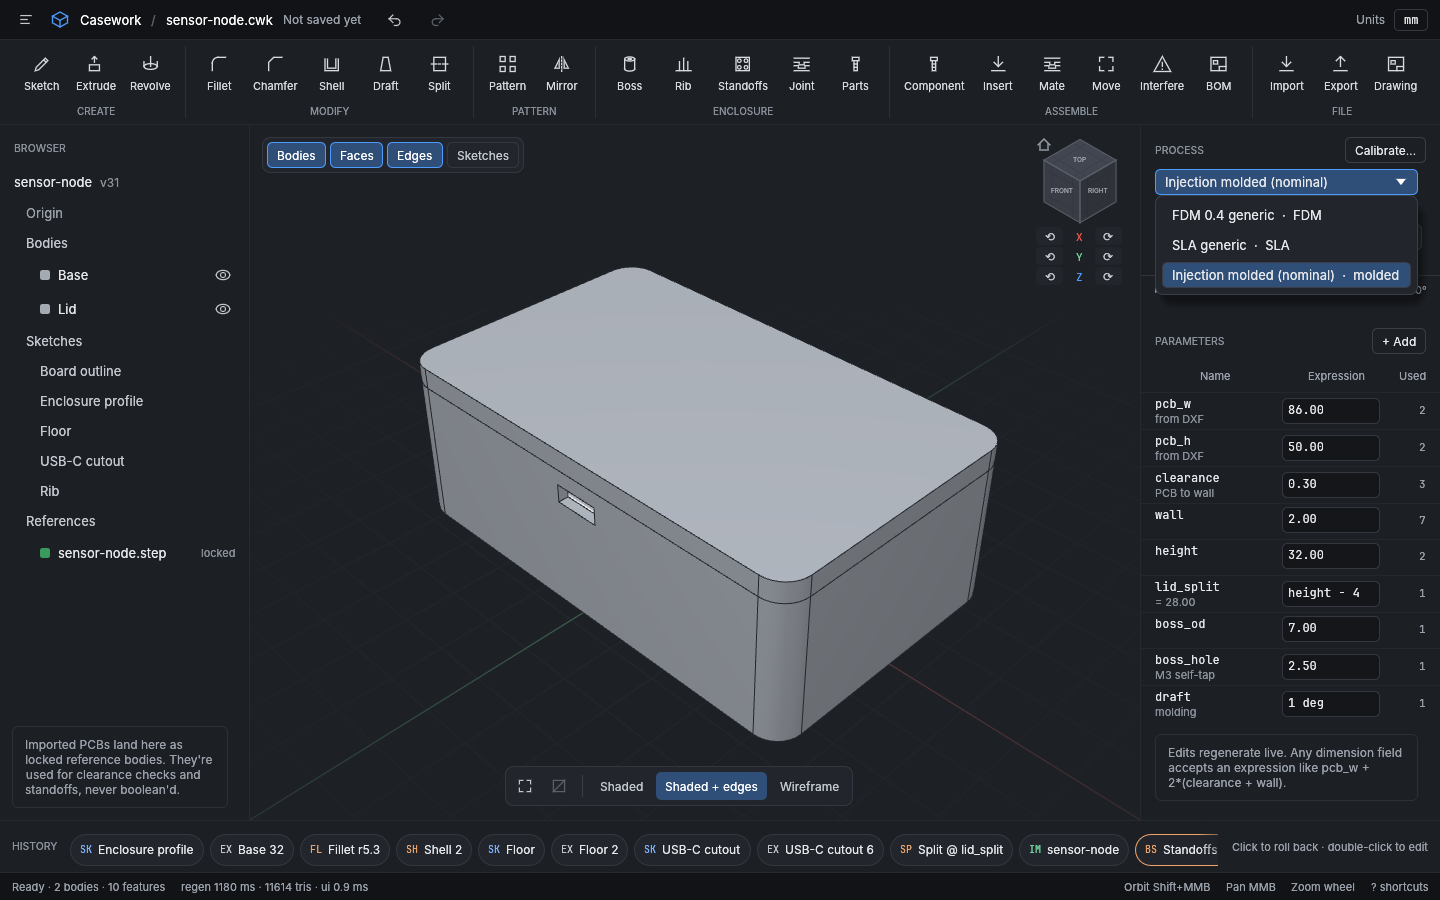 Casework / sensor-node.cwk Not saved yet
Units mm
Sketch Extrude Revolve
CREATE
Fillet Chamfer Shell Draft Split
MODIFY
Pattern Mirror
PATTERN
Boss Rib Standoffs Joint Parts
ENCLOSURE
Component Insert Mate Move Interfere BOM
ASSEMBLE
Import Export Drawing
FILE
BROWSER
sensor-node v31
Origin
Bodies
Base
Lid
Sketches
Board outline
Enclosure profile
Floor
USB-C cutout
Rib
References
sensor-node.step locked
Imported PCBs land here as
locked reference bodies. They're
used for clearance checks and
standoffs, never boolean'd.
Bodies Faces Edges Sketches
TOP
FRONT RIGHT
X
Y
Z
Shaded Shaded + edges Wireframe
PROCESS Calibrate...
Injection molded (nominal)
FDM 0.4 generic · FDM
SLA generic · SLA
Injection molded (nominal) · molded
PARAMETERS + Add
Name Expression Used
pcb_w 86.00 2
from DXF
pcb_h 50.00 2
from DXF
clearance 0.30 3
PCB to wall
wall 2.00 7
height 32.00 2
lid_split height - 4 1
= 28.00
boss_od 7.00 1
boss_hole 2.50 1
M3 self-tap
draft 1 deg 1
molding
Edits regenerate live. Any dimension field
accepts an expression like pcb_w +
2*(clearance + wall).
HISTORY SK Enclosure profile EX Base 32 FL Fillet r5.3 SH Shell 2 SK Floor EX Floor 2 SK USB-C cutout EX USB-C cutout 6 SP Split @ lid_split IM sensor-node BS Standoffs Click to roll back · double-click to edit
Ready · 2 bodies · 10 features regen 1180 ms · 11614 tris · ui 0.9 ms
Orbit Shift+MMB Pan MMB Zoom wheel ? shortcuts